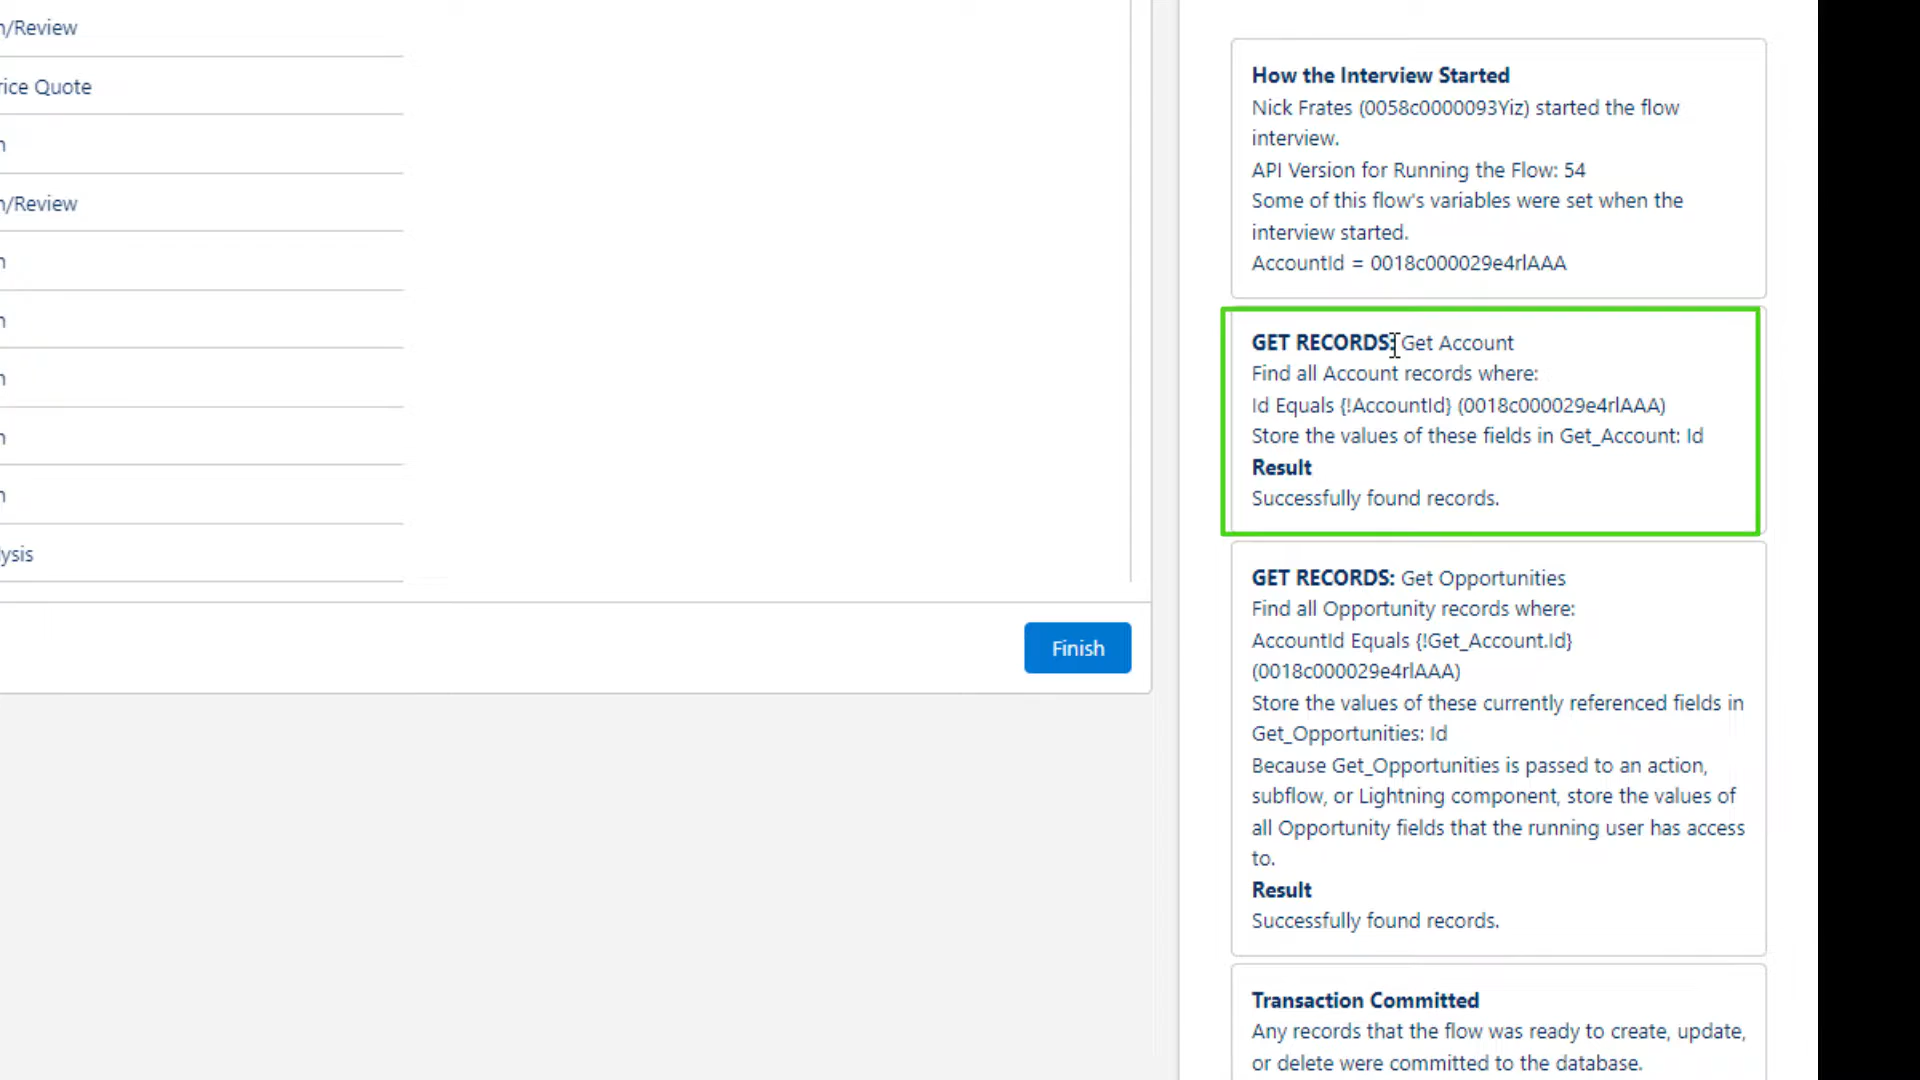 n/Review
rice Quote
n
n/Review
n
n
n
n
n
lysis
Finish
How the Interview Started
Nick Frates (0058c0000093Yiz) started the flow
interview.
API Version for Running the Flow: 54
Some of this flow's variables were set when the
interview started.
AccountId = 0018c000029e4rlAAA
GET RECORDS: Get Account
Find all Account records where:
Id Equals {!AccountId} (0018c000029e4rlAAA)
Store the values of these fields in Get_Account: Id
Result
Successfully found records.
GET RECORDS: Get Opportunities
Find all Opportunity records where:
AccountId Equals {!Get_Account.Id}
(0018c000029e4rlAAA)
Store the values of these currently referenced fields in
Get_Opportunities: Id
Because Get_Opportunities is passed to an action,
subflow, or Lightning component, store the values of
all Opportunity fields that the running user has access
to.
Result
Successfully found records.
Transaction Committed
Any records that the flow was ready to create, update,
or delete were committed to the database.